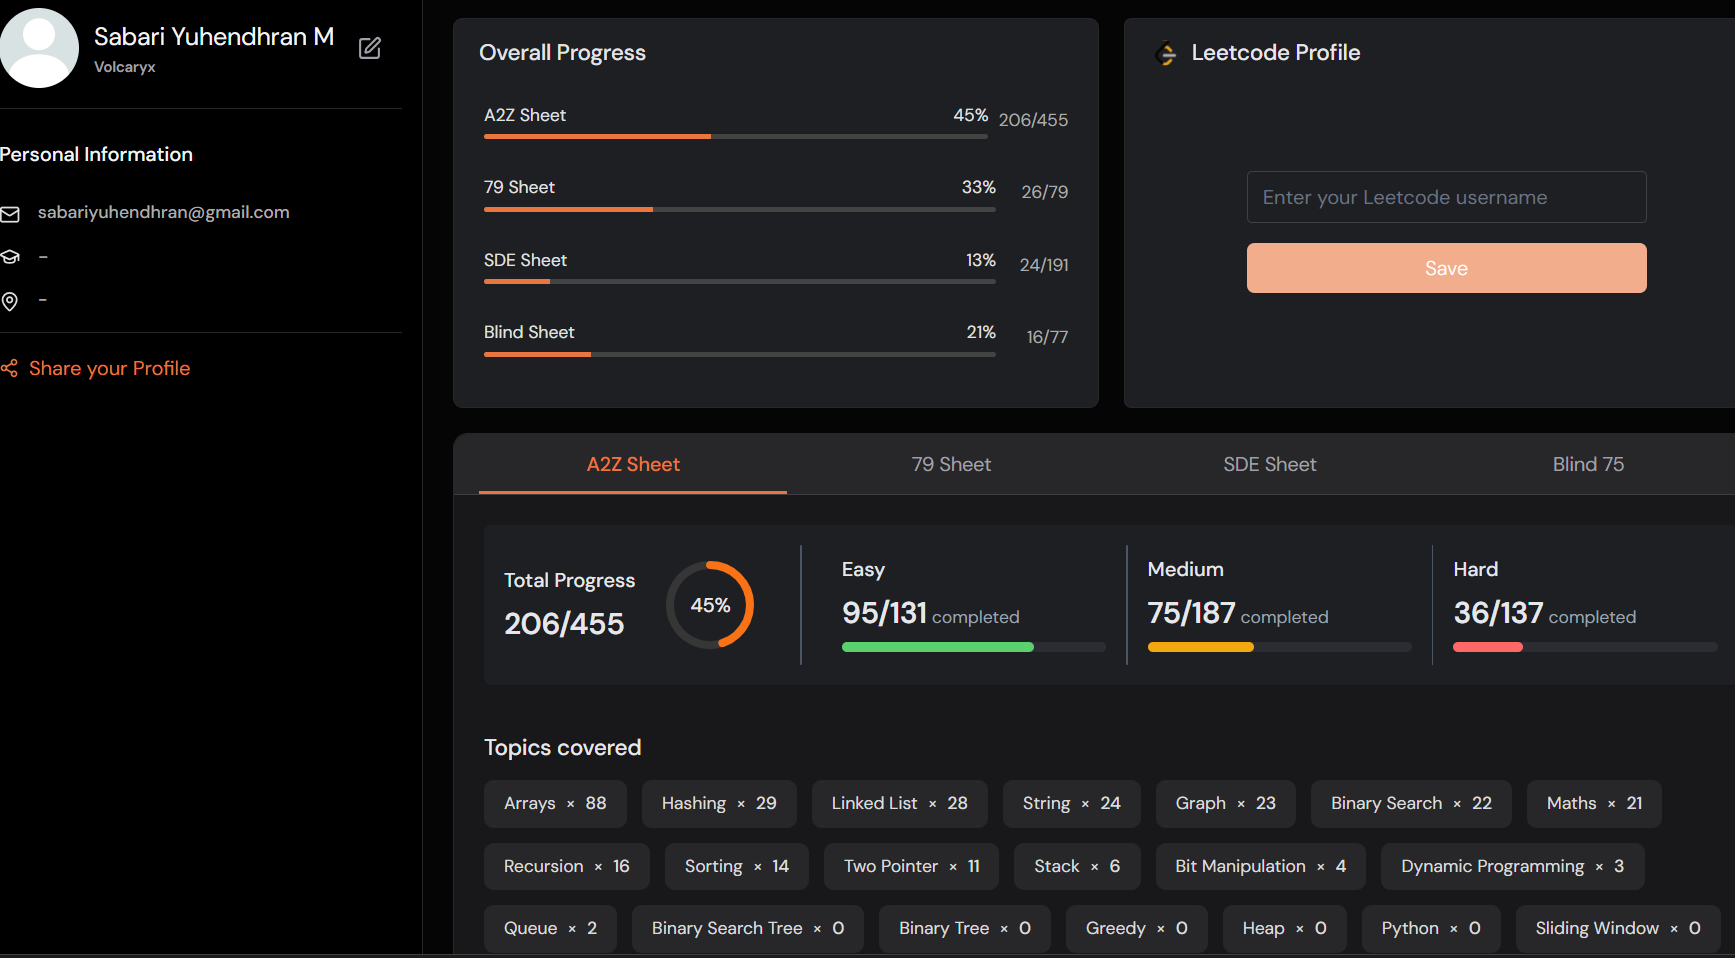 Sabari Yuhendhran M
Volcaryx
Personal Information
sabariyuhendhran@gmail.com
-
-
Share your Profile
Overall Progress
A2Z Sheet 45% 206/455
79 Sheet 33% 26/79
SDE Sheet 13% 24/191
Blind Sheet 21% 16/77
Leetcode Profile
Enter your Leetcode username
Save
A2Z Sheet 79 Sheet SDE Sheet Blind 75
Total Progress
206/455
45%
Easy
95/131 completed
Medium
75/187 completed
Hard
36/137 completed
Topics covered
Arrays × 88 Hashing × 29 Linked List × 28 String × 24 Graph × 23 Binary Search × 22 Maths × 21
Recursion × 16 Sorting × 14 Two Pointer × 11 Stack × 6 Bit Manipulation × 4 Dynamic Programming × 3
Queue × 2 Binary Search Tree × 0 Binary Tree × 0 Greedy × 0 Heap × 0 Python × 0 Sliding Window × 0